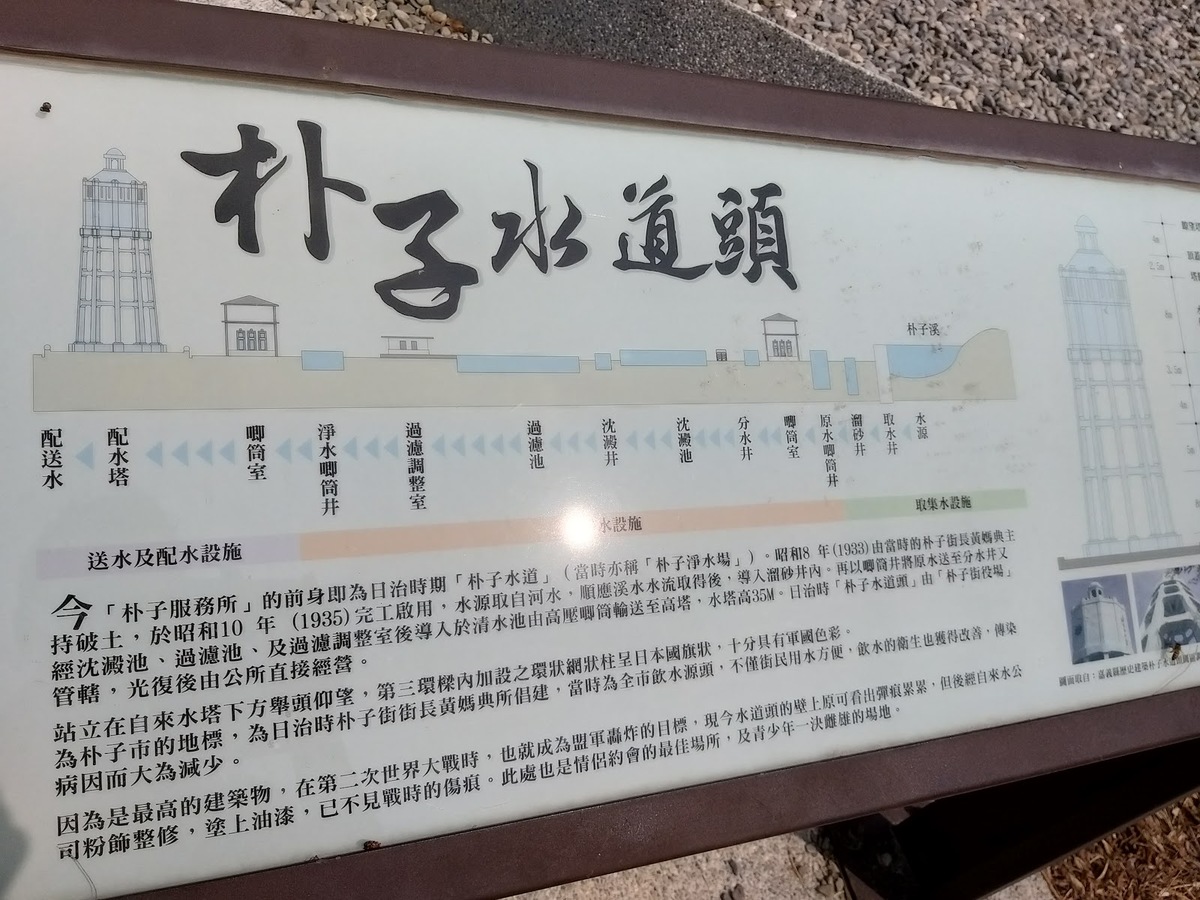 朴子水道頭
朴子溪
配送水
配水塔
唧筒室
淨水唧筒井
過濾調整室
過濾池
沈澱井
沈澱池
分水井
唧筒室
原水唧筒井
溜砂井
取水井
水源
送水及配水設施
水設施
取集水設施
今「朴子服務所」的前身即為日治時期「朴子水道」（當時亦稱「朴子淨水場」）。昭和8 年(1933)由當時的朴子街長黃媽典主
持破土，於昭和10 年 (1935)完工啟用，水源取自河水，順應溪水水流取得後，導入溜砂井內。再以唧筒井將原水送至分水井又
經沈澱池、過濾池、及過濾調整室後導入於清水池由高壓唧筒輸送至高塔，水塔高35M。日治時「朴子水道頭」由「朴子街役場」
管轄，光復後由公所直接經營。
站立在自來水塔下方舉頭仰望，第三環樑內加設之環狀網狀柱呈日本國旗狀，十分具有軍國色彩。
為朴子市的地標，為日治時朴子街街長黃媽典所倡建，當時為全市飲水源頭，不僅街民用水方便，飲水的衛生也獲得改善，傳染
病因而大為減少。
因為是最高的建築物，在第二次世界大戰時，也就成為盟軍轟炸的目標，現今水道頭的壁上原可看出彈痕累累，但後經自來水公
司粉飾整修，塗上油漆，已不見戰時的傷痕。此處也是情侶約會的最佳場所，及青少年一決雌雄的場地。